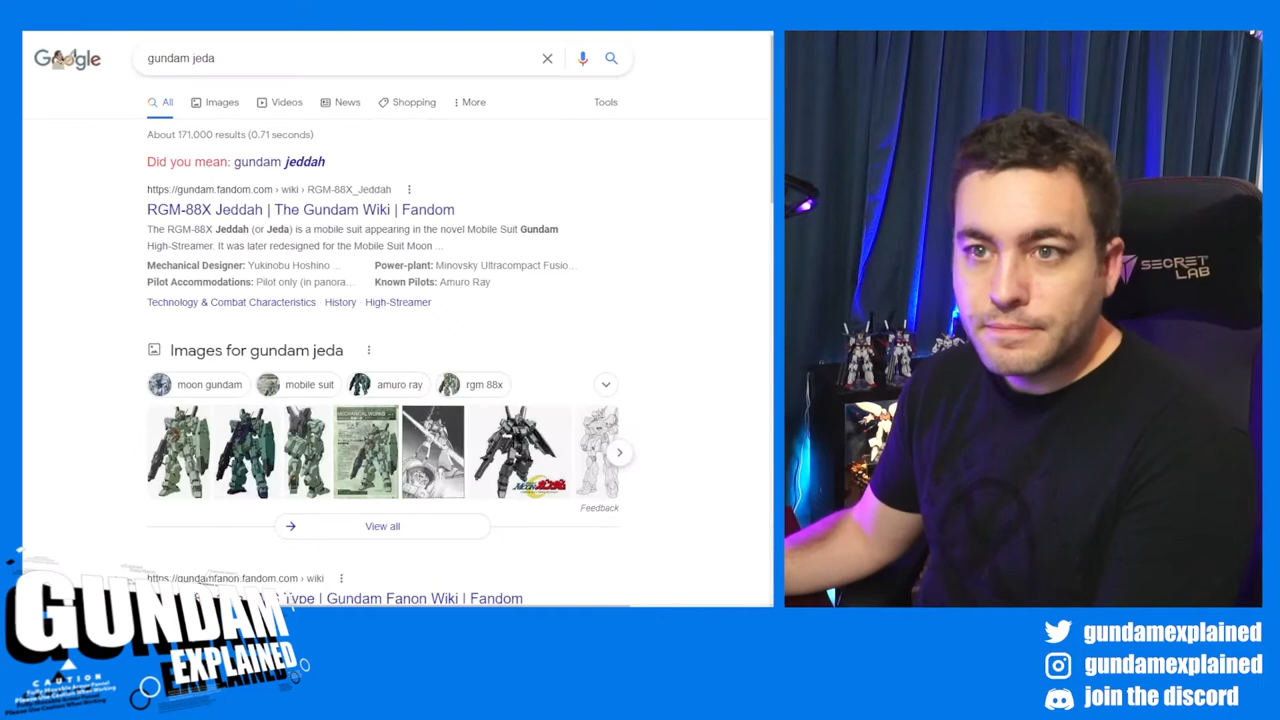 Google
gundam jeda
All
Images
Videos
News
Shopping
More
Tools
About 171,000 results (0.71 seconds)
Did you mean: gundam jeddah
https://gundam.fandom.com › wiki › RGM-88X_Jeddah
RGM-88X Jeddah | The Gundam Wiki | Fandom
The RGM-88X Jeddah (or Jeda) is a mobile suit appearing in the novel Mobile Suit Gundam
High-Streamer. It was later redesigned for the Mobile Suit Moon ...
Mechanical Designer: Yukinobu Hoshino ...
Power-plant: Minovsky Ultracompact Fusio...
Pilot Accommodations: Pilot only (in panora...
Known Pilots: Amuro Ray
Technology & Combat Characteristics · History · High-Streamer
Images for gundam jeda
moon gundam
mobile suit
amuro ray
rgm 88x
MECHANICAL WORKS
Feedback
View all
https://gundamfanon.fandom.com › wiki
Type | Gundam Fanon Wiki | Fandom
SECRET
LAB
GUNDAM
EXPLAINED
CAUTION
gundamexplained
gundamexplained
join the discord